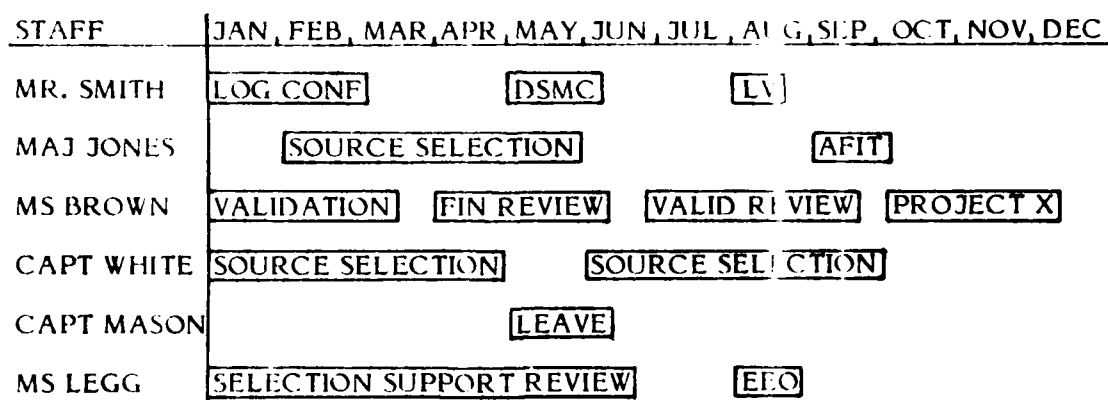 STAFF JAN, FEB, MAR, APR, MAY, JUN, JUL, AUG, SEP, OCT, NOV, DEC
MR. SMITH LOG CONF DSMC LV
MAJ JONES SOURCE SELECTION AFIT
MS BROWN VALIDATION FIN REVIEW VALID REVIEW PROJECT X
CAPT WHITE SOURCE SELECTION SOURCE SELECTION
CAPT MASON LEAVE
MS LEGG SELECTION SUPPORT REVIEW EEO